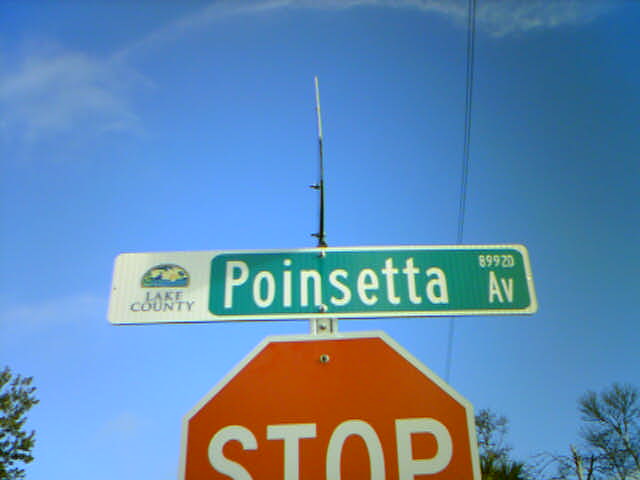 LAKE
COUNTY
Poinsetta Av
8992D
STOP